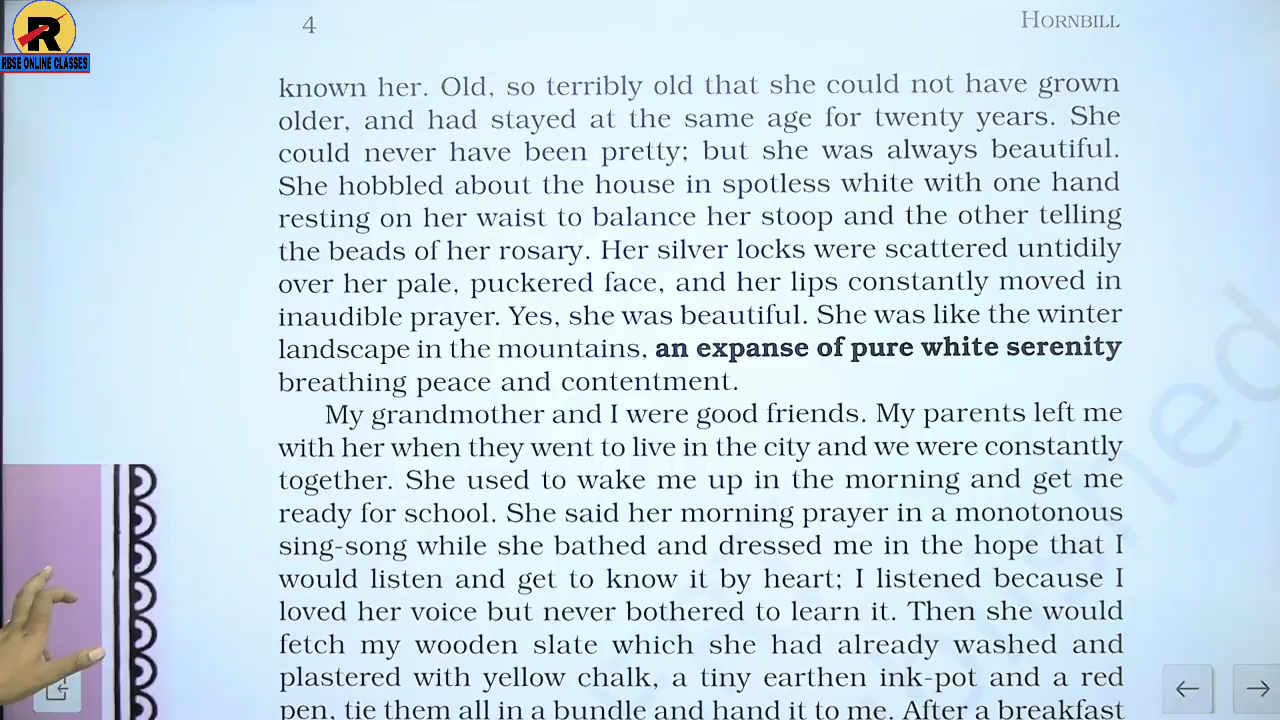 R
RBSE ONLINE CLASSES
4
HORNBILL
known her. Old, so terribly old that she could not have grown
older, and had stayed at the same age for twenty years. She
could never have been pretty; but she was always beautiful.
She hobbled about the house in spotless white with one hand
resting on her waist to balance her stoop and the other telling
the beads of her rosary. Her silver locks were scattered untidily
over her pale, puckered face, and her lips constantly moved in
inaudible prayer. Yes, she was beautiful. She was like the winter
landscape in the mountains, an expanse of pure white serenity
breathing peace and contentment.
My grandmother and I were good friends. My parents left me
with her when they went to live in the city and we were constantly
together. She used to wake me up in the morning and get me
ready for school. She said her morning prayer in a monotonous
sing-song while she bathed and dressed me in the hope that I
would listen and get to know it by heart; I listened because I
loved her voice but never bothered to learn it. Then she would
fetch my wooden slate which she had already washed and
plastered with yellow chalk, a tiny earthen ink-pot and a red
pen, tie them all in a bundle and hand it to me. After a breakfast